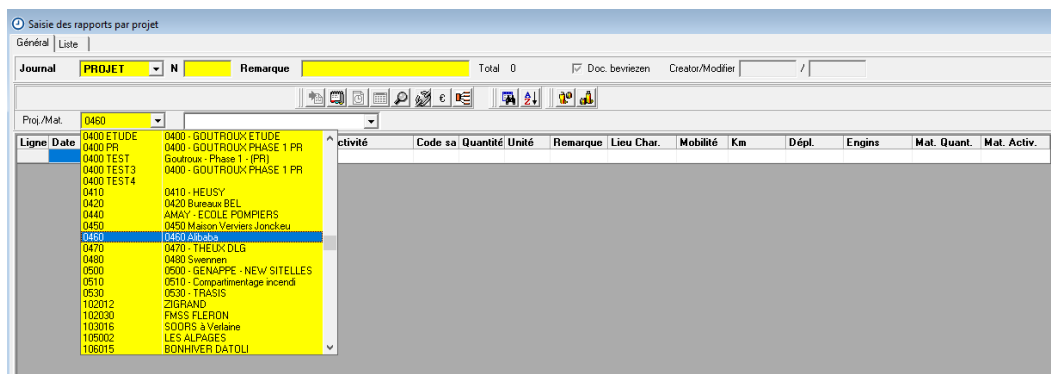 Saisie des rapports par projet
Général Liste
Journal PROJET N Remarque Total 0 Doc. bevriezen Creator/Modifier /
Proj./Mat. 0460
Ligne Date ctivité Code sa Quantité Unité Remarque Lieu Char. Mobilité Km Dépl. Engins Mat. Quant. Mat. Activ.
0400 ETUDE 0400 - GOUTROUX ETUDE
0400 PR 0400 - GOUTROUX PHASE 1 PR
0400 TEST Goutroux - Phase 1 - (PR)
0400 TEST3 0400 - GOUTROUX PHASE 1 PR
0400 TEST4
0410 0410 - HEUSY
0420 0420 Bureaux BEL
0440 AMAY - ECOLE POMPIERS
0450 0450 Maison Verviers Jonckeu
0460 0460 Alibaba
0470 0470 - THEUX DLG
0480 0480 Swennen
0500 0500 - GENAPPE - NEW SITELLES
0510 0510 - Compartimentage incendi
0530 0530 - TRASIS
102012 ZIGRAND
102030 FMSS FLERON
103016 SOORS à Verlaine
105002 LES ALPAGES
106015 BONHIVER DATOLI